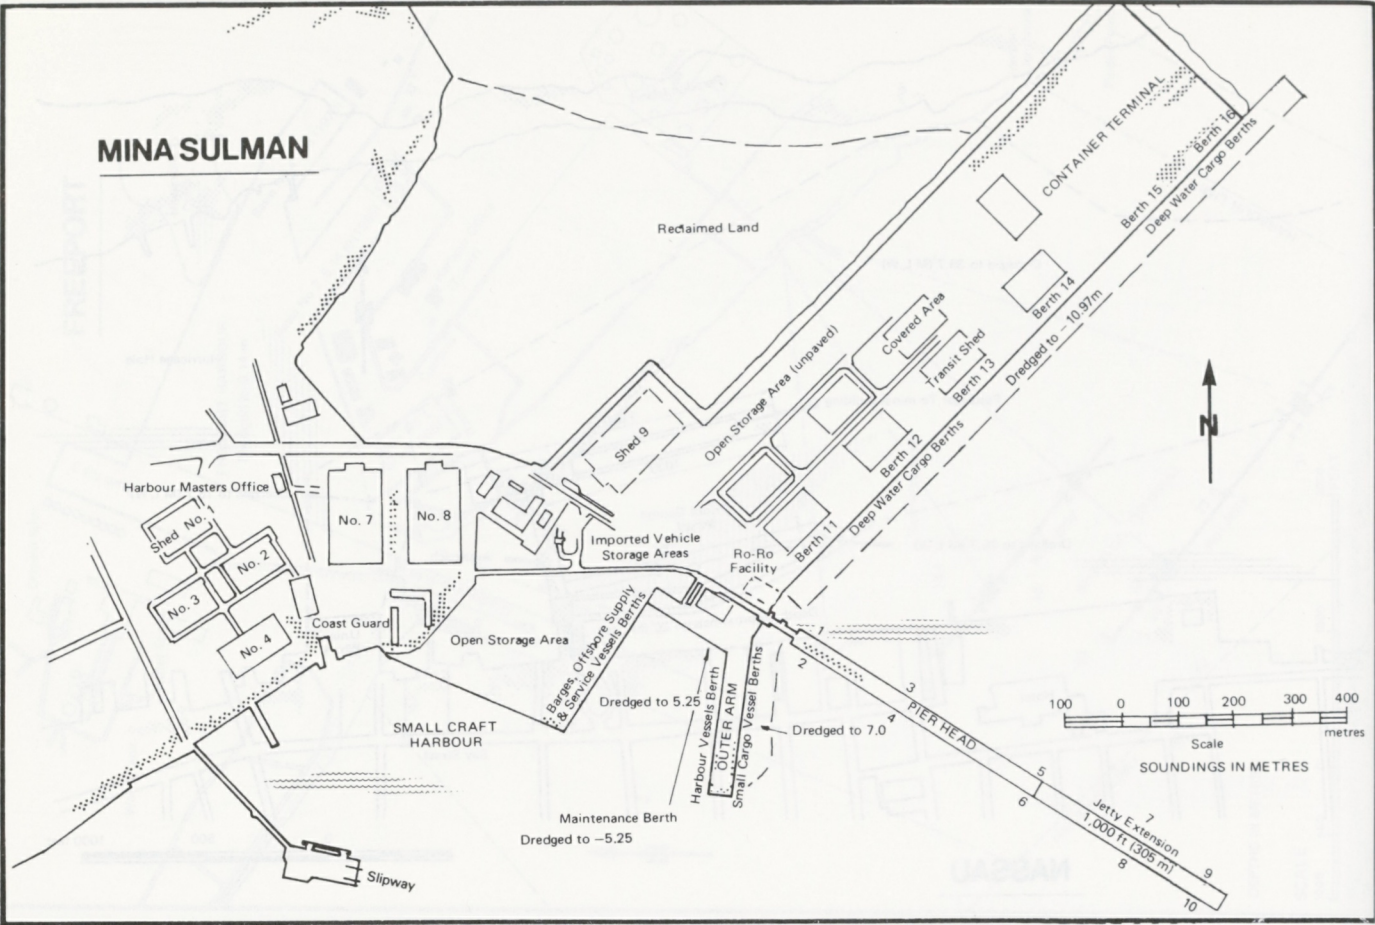 MINA SULMAN
Reclaimed Land
CONTAINER TERMINAL
Berth 16
Berth 15
Deep Water Cargo Berths
Berth 14
Dredged to - 10.97m
Covered Area
Transit Shed
Berth 13
Open Storage Area (unpaved)
Berth 12
Deep Water Cargo Berths
Berth 11
Shed 9
N
Harbour Masters Office
Shed No. 1
No. 2
No. 3
No. 4
No. 7
No. 8
Imported Vehicle
Storage Areas
Ro-Ro
Facility
Coast Guard
Open Storage Area
Barges, Offshore Supply
& Service Vessels Berths
Dredged to 5.25
Harbour Vessels Berth
OUTER ARM
Small Cargo Vessel Berths
Dredged to 7.0
SMALL CRAFT
HARBOUR
Maintenance Berth
Dredged to —5.25
Slipway
1
2
3
4
PIER HEAD
5
6
Jetty Extension
7
1,000 ft (305 m)
8
9
10
100 0 100 200 300 400
metres
Scale
SOUNDINGS IN METRES